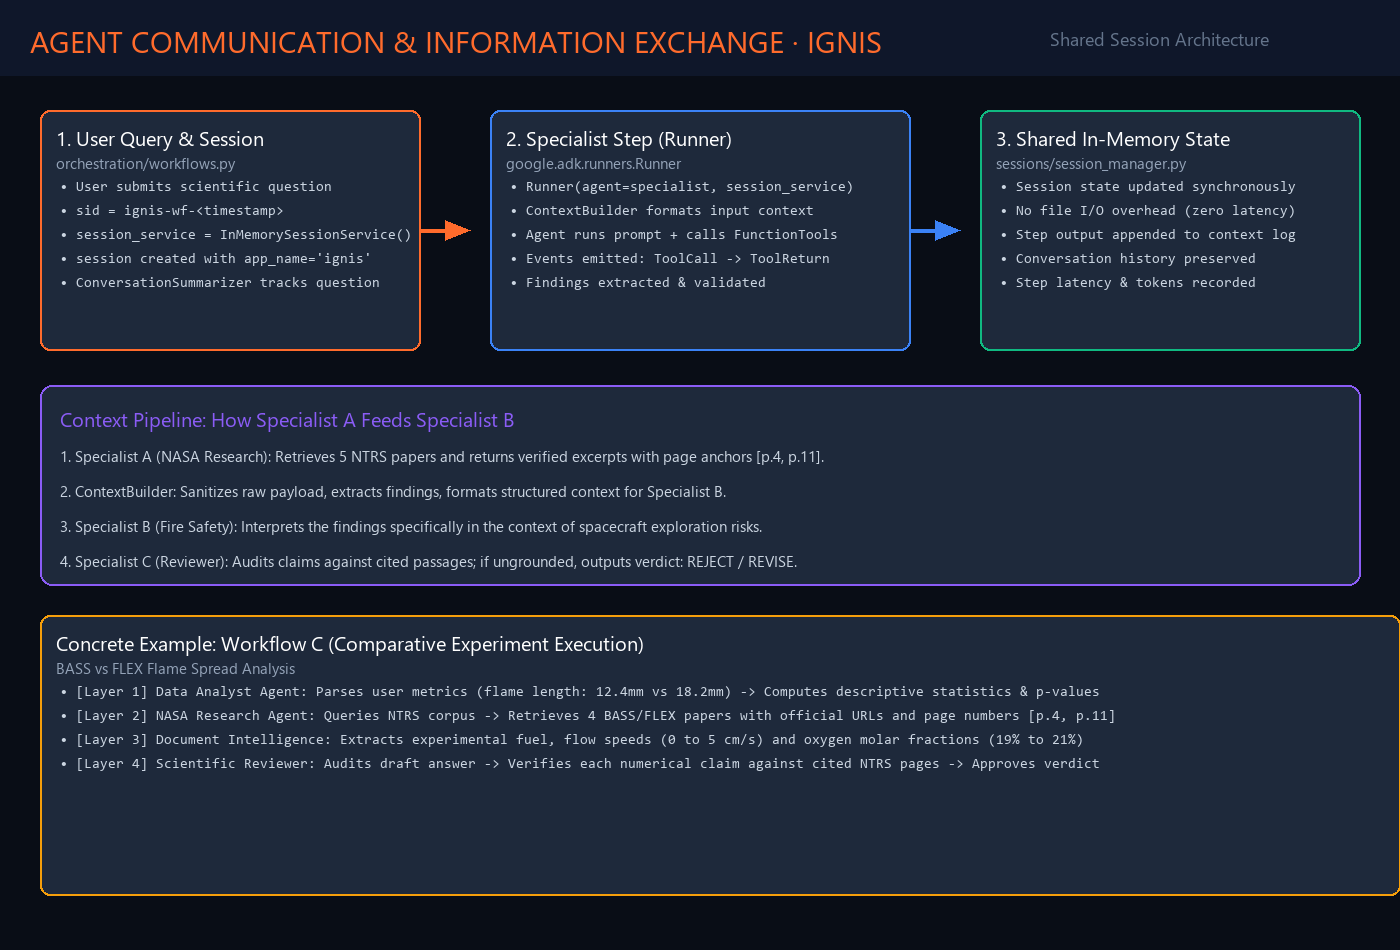 AGENT COMMUNICATION & INFORMATION EXCHANGE · IGNIS
Shared Session Architecture
1. User Query & Session
orchestration/workflows.py
• User submits scientific question
• sid = ignis-wf-<timestamp>
• session_service = InMemorySessionService()
• session created with app_name='ignis'
• ConversationSummarizer tracks question
2. Specialist Step (Runner)
google.adk.runners.Runner
• Runner(agent=specialist, session_service)
• ContextBuilder formats input context
• Agent runs prompt + calls FunctionTools
• Events emitted: ToolCall -> ToolReturn
• Findings extracted & validated
3. Shared In-Memory State
sessions/session_manager.py
• Session state updated synchronously
• No file I/O overhead (zero latency)
• Step output appended to context log
• Conversation history preserved
• Step latency & tokens recorded
Context Pipeline: How Specialist A Feeds Specialist B
1. Specialist A (NASA Research): Retrieves 5 NTRS papers and returns verified excerpts with page anchors [p.4, p.11].
2. ContextBuilder: Sanitizes raw payload, extracts findings, formats structured context for Specialist B.
3. Specialist B (Fire Safety): Interprets the findings specifically in the context of spacecraft exploration risks.
4. Specialist C (Reviewer): Audits claims against cited passages; if ungrounded, outputs verdict: REJECT / REVISE.
Concrete Example: Workflow C (Comparative Experiment Execution)
BASS vs FLEX Flame Spread Analysis
• [Layer 1] Data Analyst Agent: Parses user metrics (flame length: 12.4mm vs 18.2mm) -> Computes descriptive statistics & p-values
• [Layer 2] NASA Research Agent: Queries NTRS corpus -> Retrieves 4 BASS/FLEX papers with official URLs and page numbers [p.4, p.11]
• [Layer 3] Document Intelligence: Extracts experimental fuel, flow speeds (0 to 5 cm/s) and oxygen molar fractions (19% to 21%)
• [Layer 4] Scientific Reviewer: Audits draft answer -> Verifies each numerical claim against cited NTRS pages -> Approves verdict